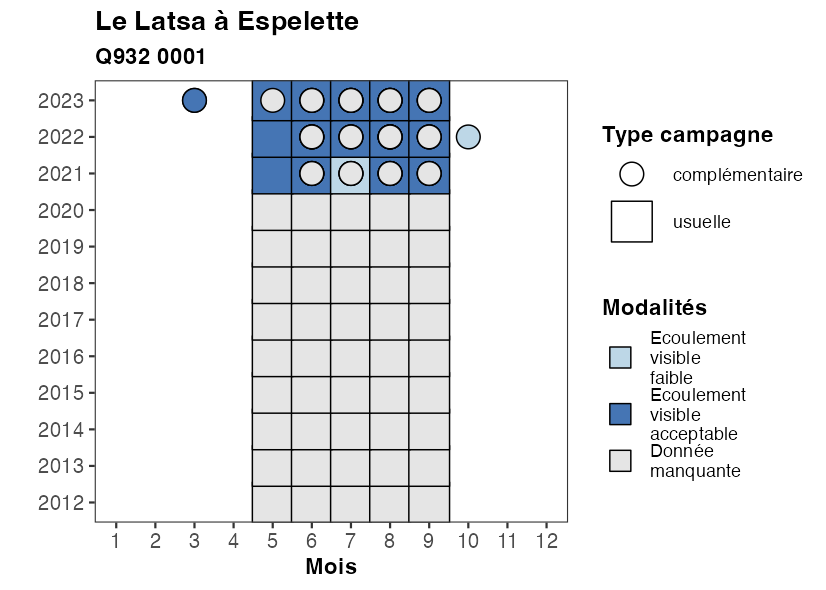 Le Latsa à Espelette
Q932 0001
2023
2022
2021
2020
2019
2018
2017
2016
2015
2014
2013
2012
1 2 3 4 5 6 7 8 9 10 11 12
Mois
Type campagne
complémentaire
usuelle
Modalités
Ecoulement
visible
faible
Ecoulement
visible
acceptable
Donnée
manquante